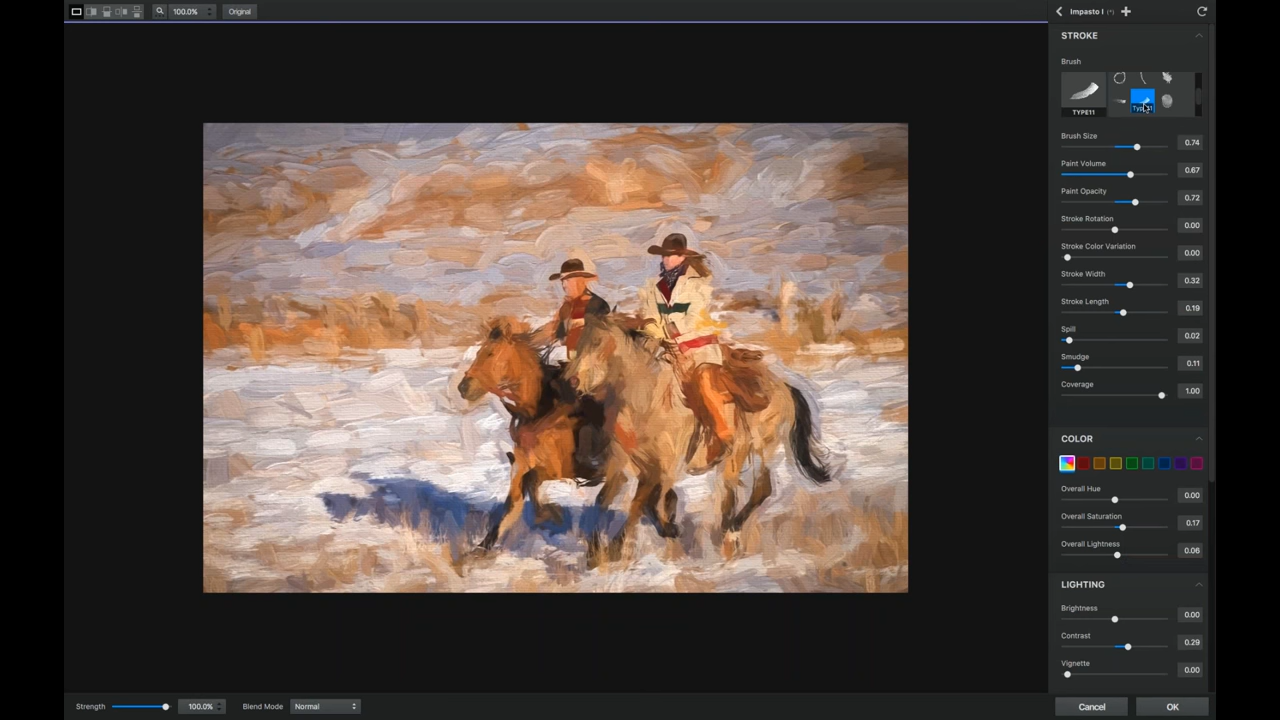 100.0% Original Impasto I (*)
STROKE
Brush
TYPE11
Brush Size 0.74
Paint Volume 0.67
Paint Opacity 0.72
Stroke Rotation 0.00
Stroke Color Variation 0.00
Stroke Width 0.32
Stroke Length 0.19
Spill 0.02
Smudge 0.11
Coverage 1.00
COLOR
Overall Hue 0.00
Overall Saturation 0.17
Overall Lightness 0.06
LIGHTING
Brightness 0.00
Contrast 0.29
Vignette 0.00
Strength 100.0% Blend Mode Normal Cancel OK